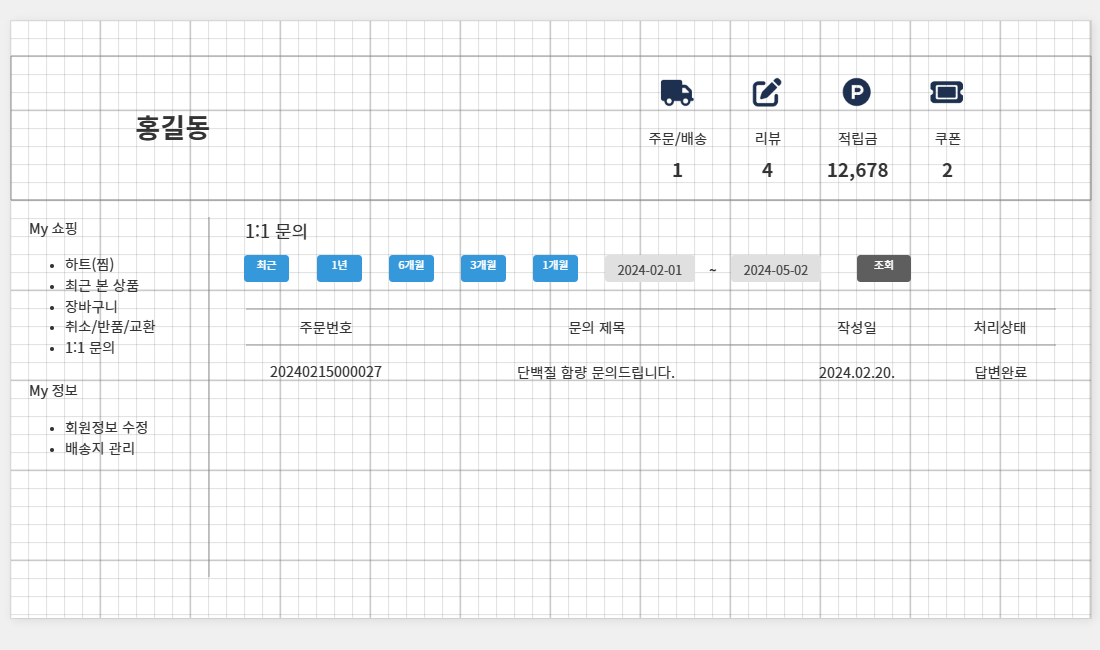 홍길동
주문/배송 리뷰 적립금 쿠폰
1 4 12,678 2
My 쇼핑
하트(찜)
최근 본 상품
장바구니
취소/반품/교환
1:1 문의
My 정보
회원정보 수정
배송지 관리
1:1 문의
최근 1년 6개월 3개월 1개월 2024-02-01 ~ 2024-05-02 조회
주문번호 문의 제목 작성일 처리상태
20240215000027 단백질 함량 문의드립니다. 2024.02.20. 답변완료